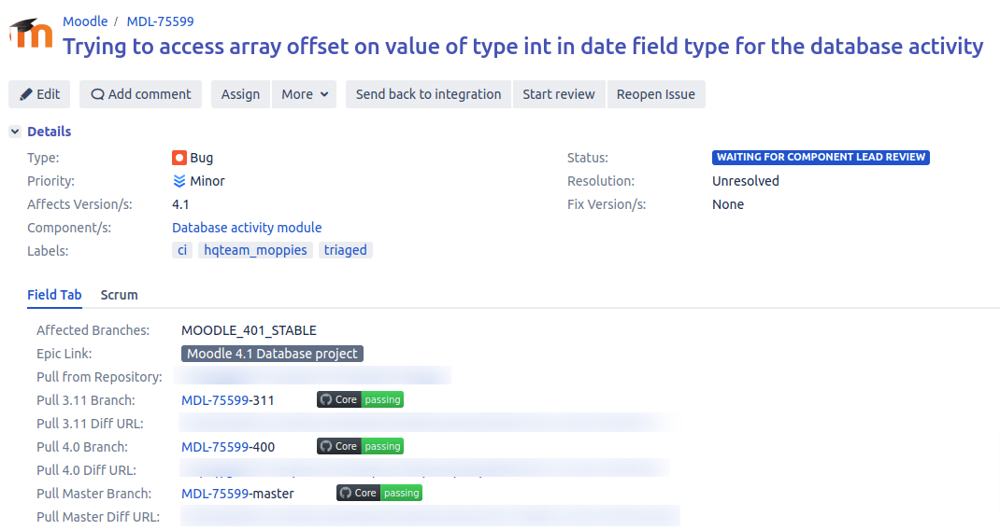 Moodle / MDL-75599
Trying to access array offset on value of type int in date field type for the database activity
Edit Add comment Assign More Send back to integration Start review Reopen Issue
Details
Type: Bug Status: WAITING FOR COMPONENT LEAD REVIEW
Priority: Minor Resolution: Unresolved
Affects Version/s: 4.1 Fix Version/s: None
Component/s: Database activity module
Labels: ci hqteam_moppies triaged
Field Tab Scrum
Affected Branches: MOODLE_401_STABLE
Epic Link: Moodle 4.1 Database project
Pull from Repository:
Pull 3.11 Branch: MDL-75599-311 Core passing
Pull 3.11 Diff URL:
Pull 4.0 Branch: MDL-75599-400 Core passing
Pull 4.0 Diff URL:
Pull Master Branch: MDL-75599-master Core passing
Pull Master Diff URL: